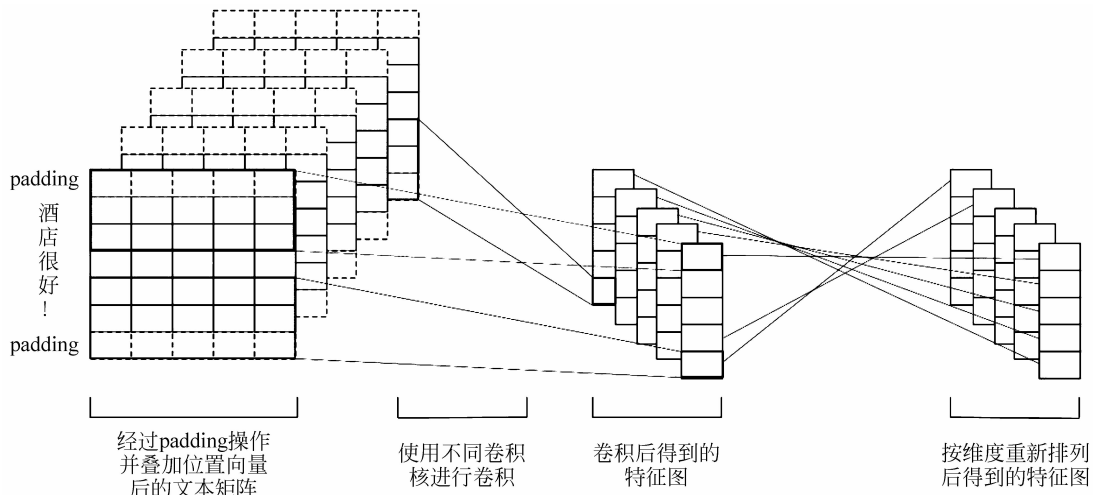 padding
酒店很好!
padding
经过padding操作
并叠加位置向量
后的文本矩阵
使用不同卷积
核进行卷积
卷积后得到的
特征图
按维度重新排列
后得到的特征图